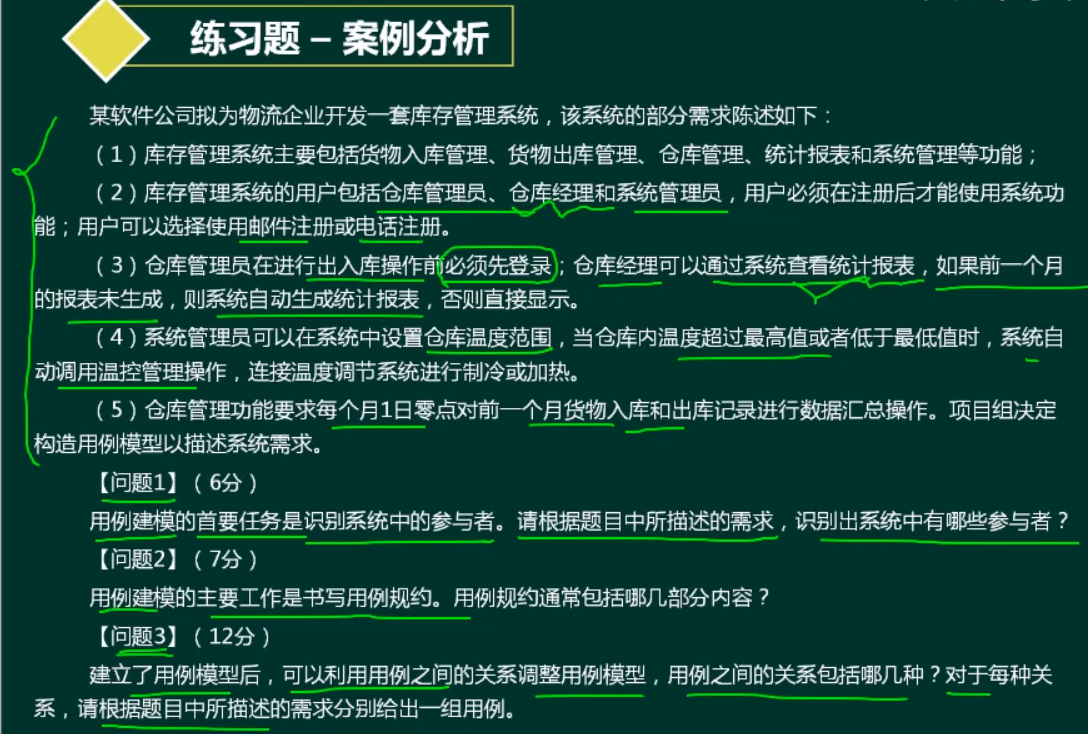 练习题 – 案例分析
某软件公司拟为物流企业开发一套库存管理系统，该系统的部分需求陈述如下：
（1）库存管理系统主要包括货物入库管理、货物出库管理、仓库管理、统计报表和系统管理等功能；
（2）库存管理系统的用户包括仓库管理员、仓库经理和系统管理员，用户必须在注册后才能使用系统功
能；用户可以选择使用邮件注册或电话注册。
（3）仓库管理员在进行出入库操作前必须先登录；仓库经理可以通过系统查看统计报表，如果前一个月
的报表未生成，则系统自动生成统计报表，否则直接显示。
（4）系统管理员可以在系统中设置仓库温度范围，当仓库内温度超过最高值或者低于最低值时，系统自
动调用温控管理操作，连接温度调节系统进行制冷或加热。
（5）仓库管理功能要求每个月1日零点对前一个月货物入库和出库记录进行数据汇总操作。项目组决定
构造用例模型以描述系统需求。
【问题1】（6分）
用例建模的首要任务是识别系统中的参与者。请根据题目中所描述的需求，识别出系统中有哪些参与者？
【问题2】（7分）
用例建模的主要工作是书写用例规约。用例规约通常包括哪几部分内容？
【问题3】（12分）
建立了用例模型后，可以利用用例之间的关系调整用例模型，用例之间的关系包括哪几种？对于每种关
系，请根据题目中所描述的需求分别给出一组用例。